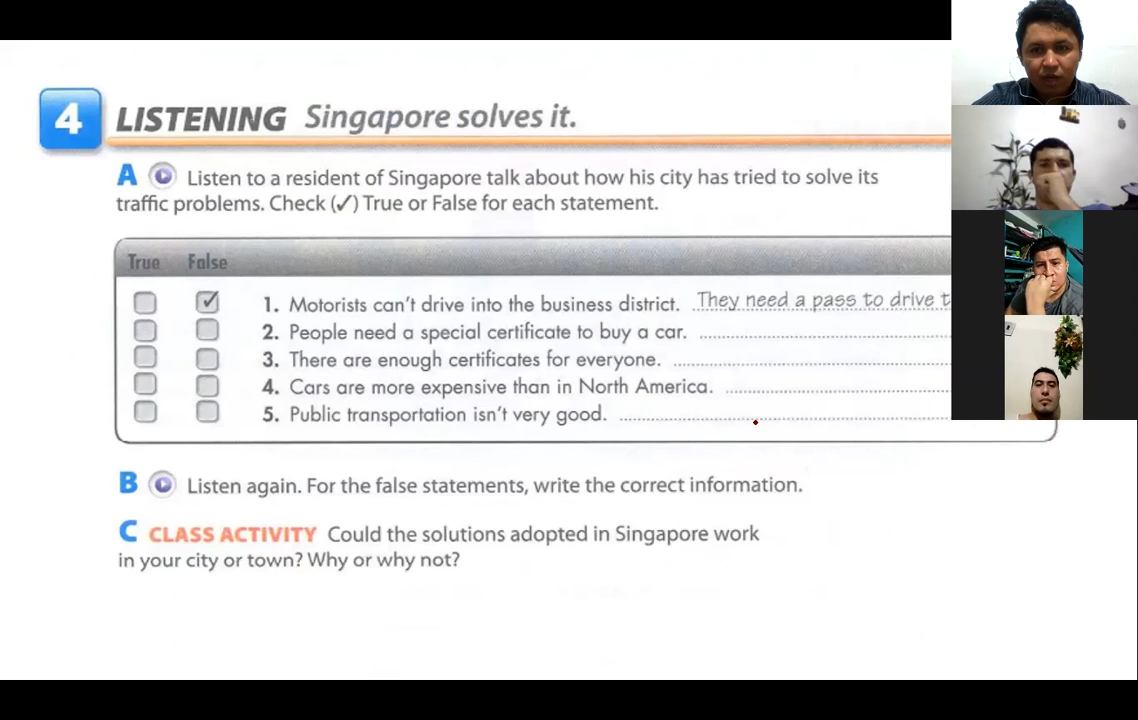 4 LISTENING Singapore solves it.
A Listen to a resident of Singapore talk about how his city has tried to solve its
traffic problems. Check (✓) True or False for each statement.
True False
1. Motorists can't drive into the business district. They need a pass to drive
2. People need a special certificate to buy a car.
3. There are enough certificates for everyone.
4. Cars are more expensive than in North America.
5. Public transportation isn't very good.
B Listen again. For the false statements, write the correct information.
C CLASS ACTIVITY Could the solutions adopted in Singapore work
in your city or town? Why or why not?